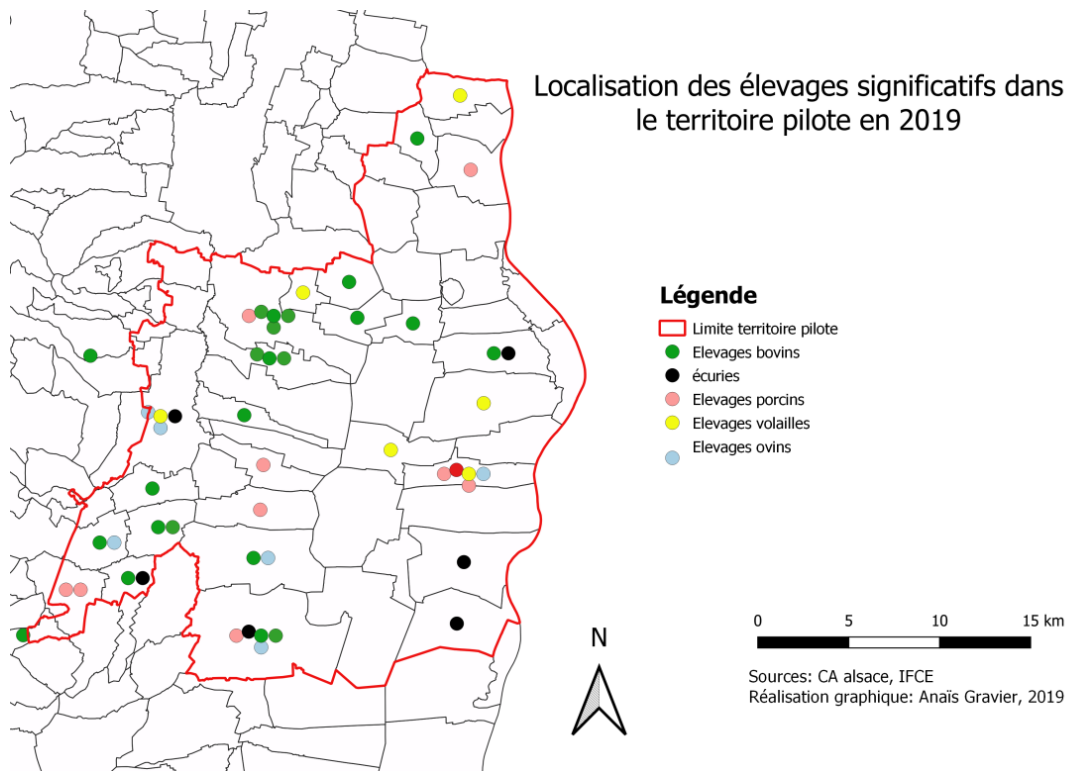 Localisation des élevages significatifs dans
le territoire pilote en 2019
Légende
Limite territoire pilote
Elevages bovins
écuries
Elevages porcins
Elevages volailles
Elevages ovins
N
0 5 10 15 km
Sources: CA alsace, IFCE
Réalisation graphique: Anaïs Gravier, 2019